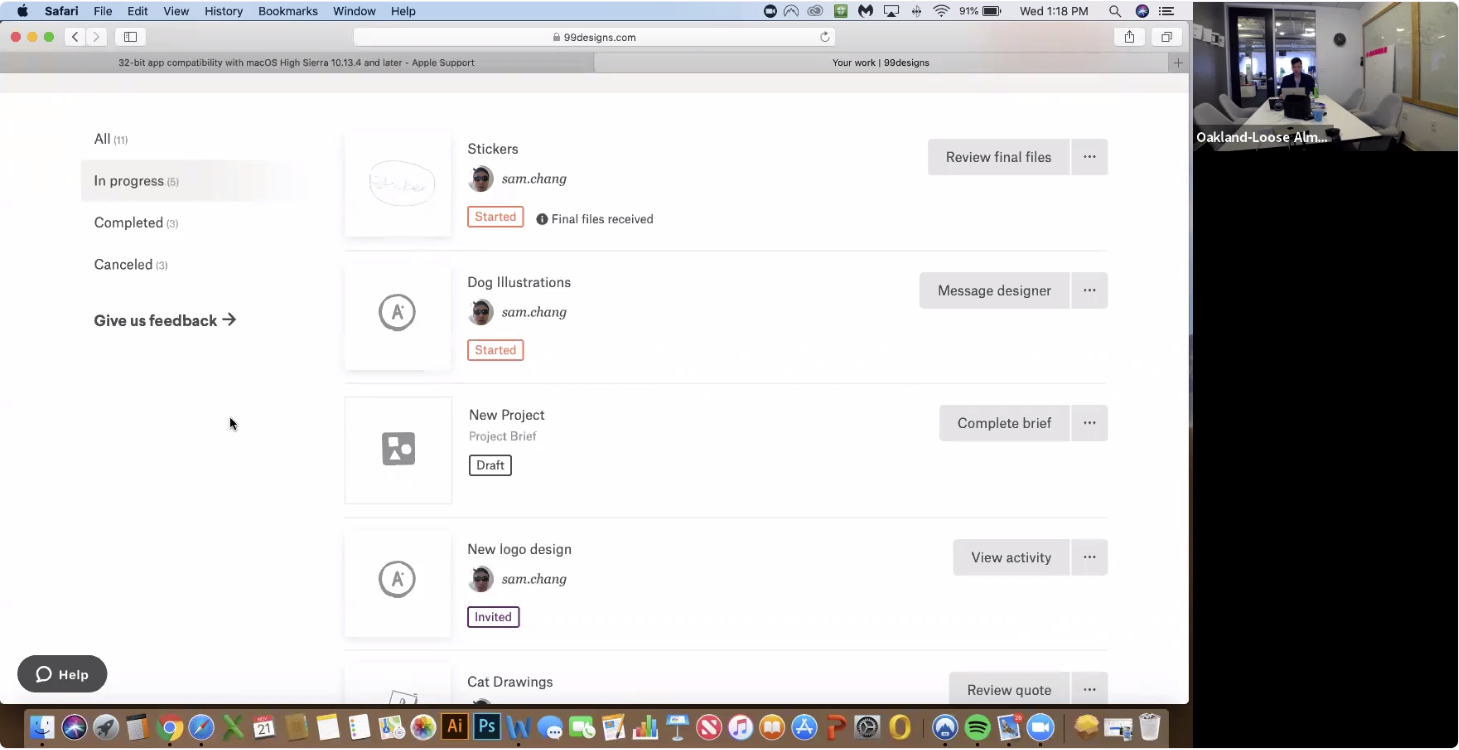 Safari File Edit View History Bookmarks Window Help 91% Wed 1:18 PM
99designs.com
32-bit app compatibility with macOS High Sierra 10.13.4 and later - Apple Support
Your work | 99designs
Oakland-Loose Alm...
All (11)
In progress (5)
Completed (3)
Canceled (3)
Give us feedback →
Stickers
sam.chang
Started
Final files received
Review final files
Dog Illustrations
sam.chang
Started
Message designer
New Project
Project Brief
Draft
Complete brief
New logo design
sam.chang
Invited
View activity
Cat Drawings
Review quote
Help
NOV
21
Ai
Ps